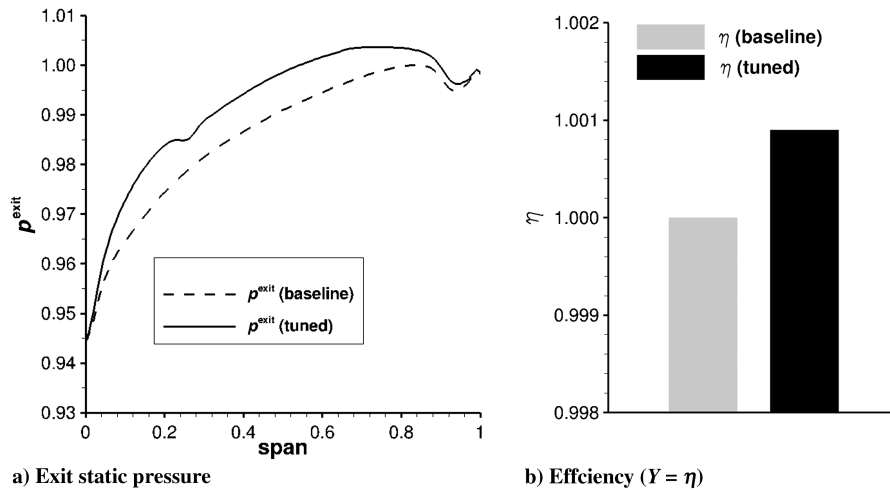 1.01
1.00
0.99
0.98
0.97
0.96
0.95
0.94
0.93
p^exit
0 0.2 0.4 0.6 0.8 1
span
p^exit (baseline)
p^exit (tuned)
a) Exit static pressure
1.002
1.001
1.000
0.999
0.998
η
η (baseline)
η (tuned)
b) Effciency (Y = η)